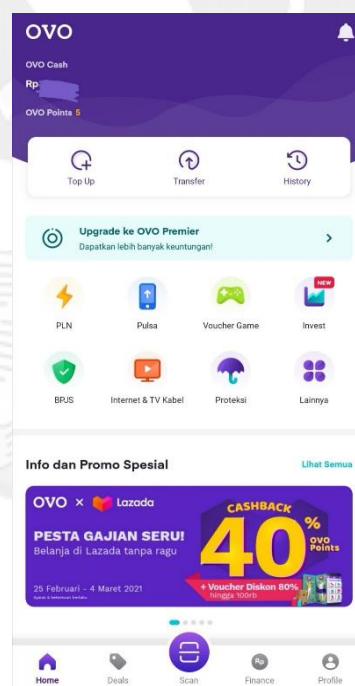 OVO
OVO Cash
Rp
OVO Points 5
Top Up
Transfer
History
Upgrade ke OVO Premier
Dapatkan lebih banyak keuntungan!
NEW
PLN
Pulsa
Voucher Game
Invest
BPJS
Internet & TV Kabel
Proteksi
Lainnya
Info dan Promo Spesial
Lihat Semua
OVO × Lazada
PESTA GAJIAN SERU!
Belanja di Lazada tanpa ragu
25 Februari - 4 Maret 2021
CASHBACK
40%
OVO Points
+ Voucher Diskon 80%
hingga 100rb
Home
Deals
Scan
Rp
Finance
Profile